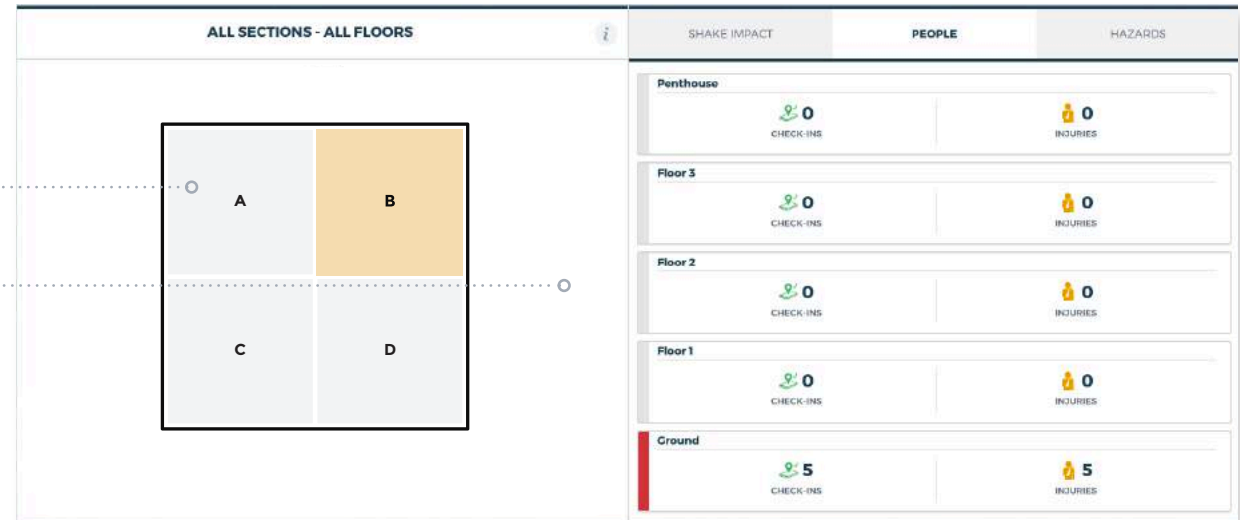 ALL SECTIONS - ALL FLOORS
i
A
B
C
D
SHAKE IMPACT
PEOPLE
HAZARDS
Penthouse
0
CHECK-INS
0
INJURIES
Floor 3
0
CHECK-INS
0
INJURIES
Floor 2
0
CHECK-INS
0
INJURIES
Floor 1
0
CHECK-INS
0
INJURIES
Ground
5
CHECK-INS
5
INJURIES